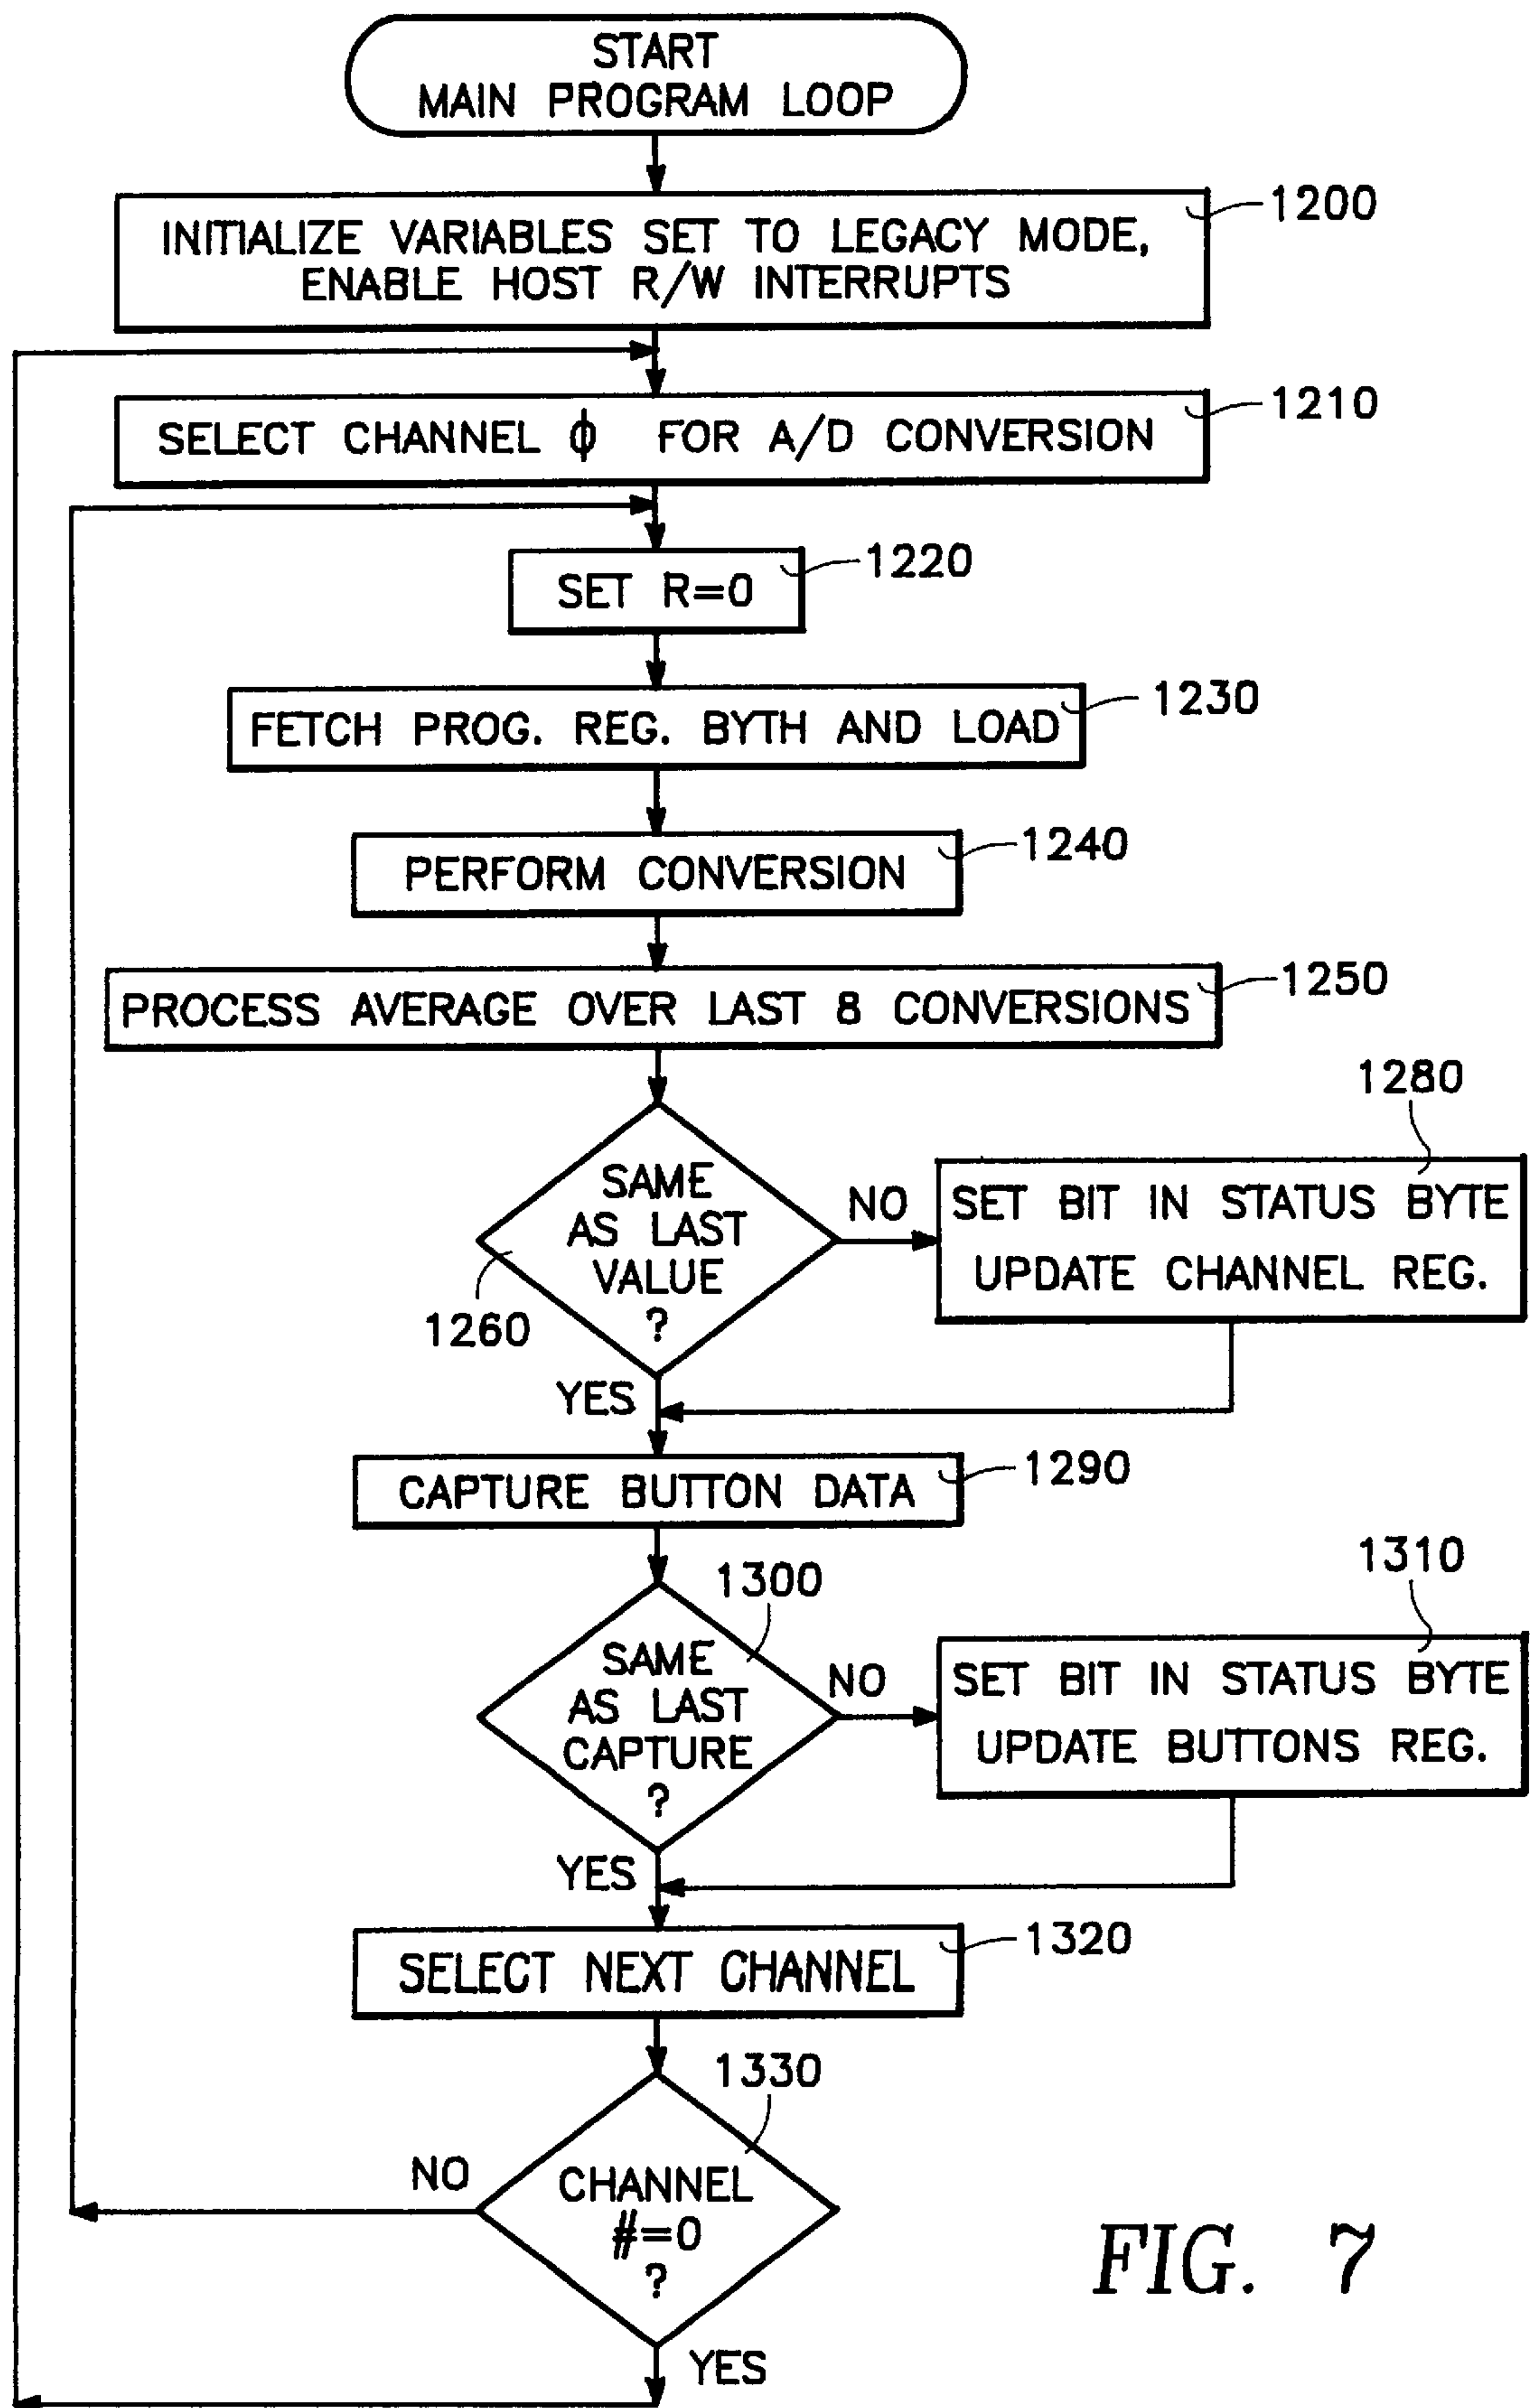 START
MAIN PROGRAM LOOP
1200
INITIALIZE VARIABLES SET TO LEGACY MODE,
ENABLE HOST R/W INTERRUPTS
1210
SELECT CHANNEL ϕ FOR A/D CONVERSION
1220
SET R=0
1230
FETCH PROG. REG. BYTH AND LOAD
1240
PERFORM CONVERSION
1250
PROCESS AVERAGE OVER LAST 8 CONVERSIONS
1260
SAME
AS LAST
VALUE
?
NO
1280
SET BIT IN STATUS BYTE
UPDATE CHANNEL REG.
YES
1290
CAPTURE BUTTON DATA
1300
SAME
AS LAST
CAPTURE
?
NO
1310
SET BIT IN STATUS BYTE
UPDATE BUTTONS REG.
YES
1320
SELECT NEXT CHANNEL
1330
CHANNEL
#=0
?
NO
YES
FIG. 7